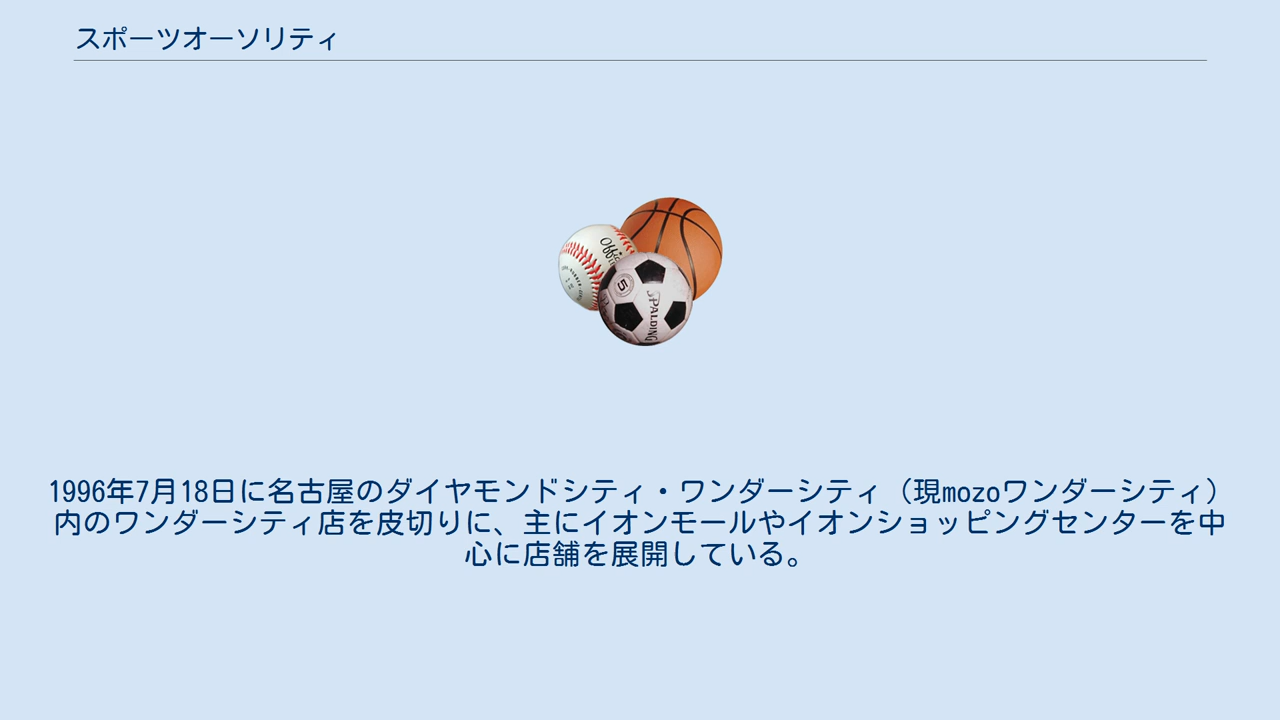 スポーツオーソリティ
Offic
5
SPALDING
1996年7月18日に名古屋のダイヤモンドシティ・ワンダーシティ（現mozoワンダーシティ）
内のワンダーシティ店を皮切りに、主にイオンモールやイオンショッピングセンターを中
心に店舗を展開している。